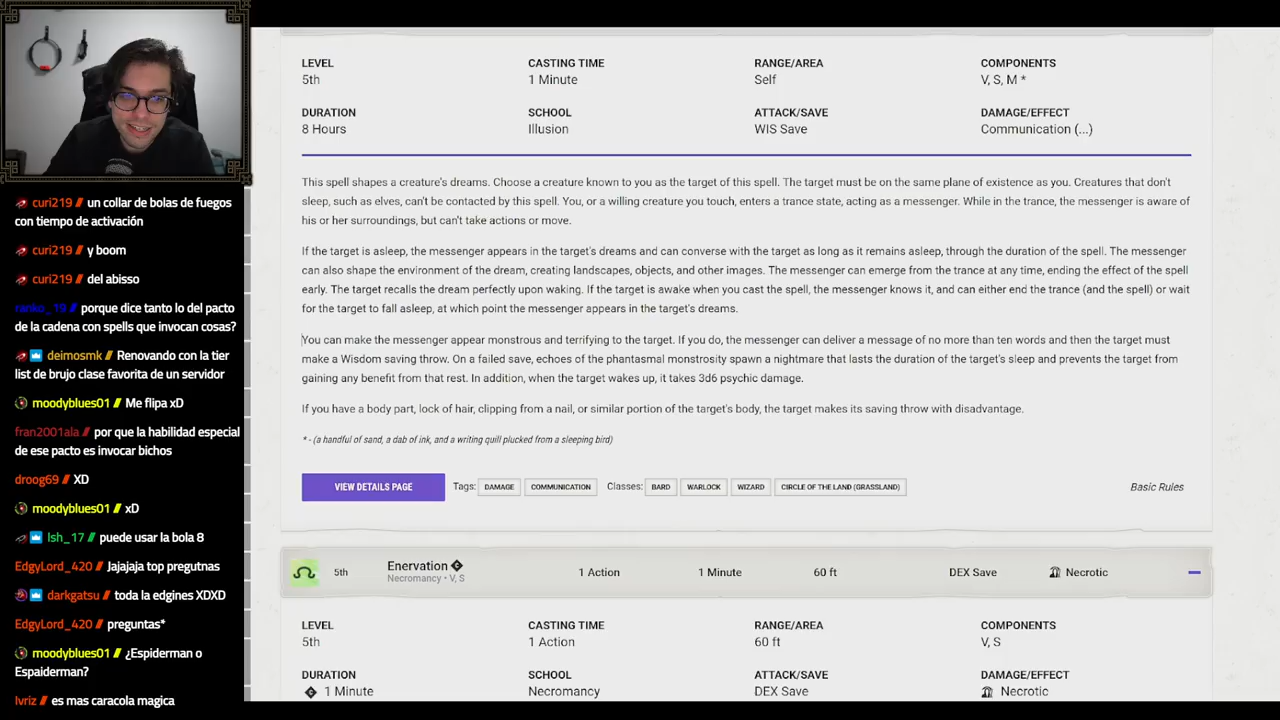 curi219 // un collar de bolas de fuegos
con tiempo de activación
curi219 // y boom
curi219 // del abisso
ranko_19 // porque dice tanto lo del pacto
de la cadena con spells que invocan cosas?
deimosmk // Renovando con la tier
list de brujo clase favorita de un servidor
moodyblues01 // Me flipa xD
fran2001ala // por que la habilidad especial
de ese pacto es invocar bichos
droog69 // XD
moodyblues01 // xD
lsh_17 // puede usar la bola 8
EdgyLord_420 // Jajajaja top pregutnas
darkgatsu // toda la edgines XDXD
EdgyLord_420 // preguntas*
moodyblues01 // ¿Espiderman o
Espaiderman?
lvriz // es mas caracola magica
LEVEL CASTING TIME RANGE/AREA COMPONENTS
5th 1 Minute Self V, S, M *
DURATION SCHOOL ATTACK/SAVE DAMAGE/EFFECT
8 Hours Illusion WIS Save Communication (...)
This spell shapes a creature's dreams. Choose a creature known to you as the target of this spell. The target must be on the same plane of existence as you. Creatures that don't
sleep, such as elves, can't be contacted by this spell. You, or a willing creature you touch, enters a trance state, acting as a messenger. While in the trance, the messenger is aware of
his or her surroundings, but can't take actions or move.
If the target is asleep, the messenger appears in the target's dreams and can converse with the target as long as it remains asleep, through the duration of the spell. The messenger
can also shape the environment of the dream, creating landscapes, objects, and other images. The messenger can emerge from the trance at any time, ending the effect of the spell
early. The target recalls the dream perfectly upon waking. If the target is awake when you cast the spell, the messenger knows it, and can either end the trance (and the spell) or wait
for the target to fall asleep, at which point the messenger appears in the target's dreams.
You can make the messenger appear monstrous and terrifying to the target. If you do, the messenger can deliver a message of no more than ten words and then the target must
make a Wisdom saving throw. On a failed save, echoes of the phantasmal monstrosity spawn a nightmare that lasts the duration of the target's sleep and prevents the target from
gaining any benefit from that rest. In addition, when the target wakes up, it takes 3d6 psychic damage.
If you have a body part, lock of hair, clipping from a nail, or similar portion of the target's body, the target makes its saving throw with disadvantage.
* - (a handful of sand, a dab of ink, and a writing quill plucked from a sleeping bird)
VIEW DETAILS PAGE Tags: DAMAGE COMMUNICATION Classes: BARD WARLOCK WIZARD CIRCLE OF THE LAND (GRASSLAND) Basic Rules
5th Enervation 1 Action 1 Minute 60 ft DEX Save Necrotic
Necromancy • V, S
LEVEL CASTING TIME RANGE/AREA COMPONENTS
5th 1 Action 60 ft V, S
DURATION SCHOOL ATTACK/SAVE DAMAGE/EFFECT
1 Minute Necromancy DEX Save Necrotic